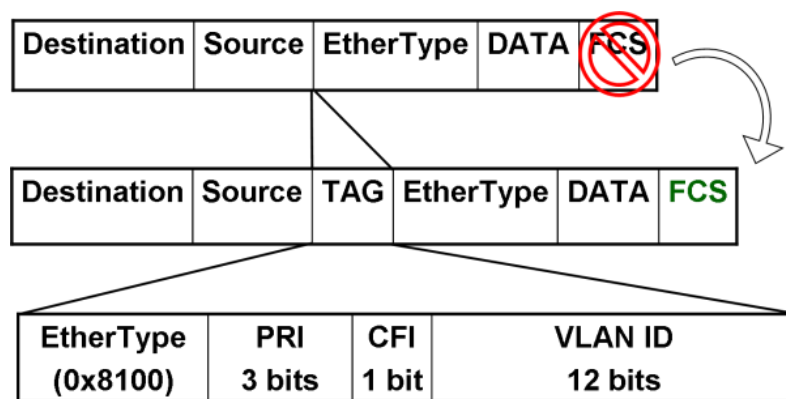 Destination Source EtherType DATA FCS
Destination Source TAG EtherType DATA FCS
EtherType PRI CFI VLAN ID
(0x8100) 3 bits 1 bit 12 bits